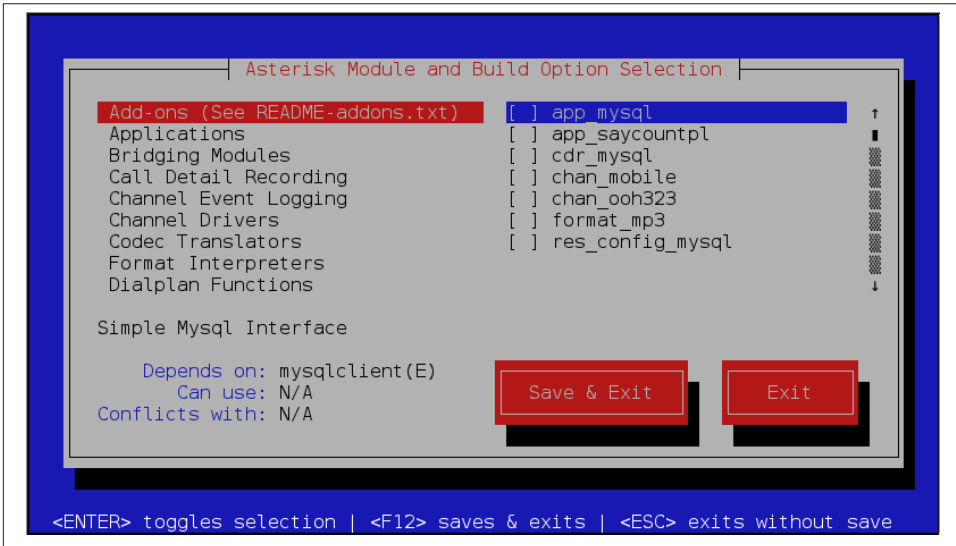 Asterisk Module and Build Option Selection
Add-ons (See README-addons.txt) [ ] app_mysql
Applications [ ] app_saycountpl
Bridging Modules [ ] cdr_mysql
Call Detail Recording [ ] chan_mobile
Channel Event Logging [ ] chan_ooh323
Channel Drivers [ ] format_mp3
Codec Translators [ ] res_config_mysql
Format Interpreters
Dialplan Functions
Simple Mysql Interface
Depends on: mysqlclient(E)
Can use: N/A
Conflicts with: N/A
Save & Exit Exit
<ENTER> toggles selection | <F12> saves & exits | <ESC> exits without save